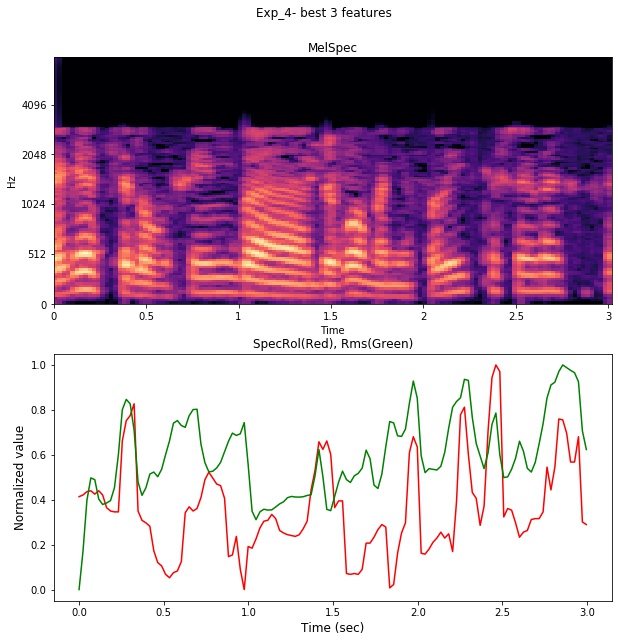 Exp_4- best 3 features
MelSpec
4096
2048
1024
512
0
Hz
0 0.5 1 1.5 2 2.5 3
Time
SpecRol(Red), Rms(Green)
1.0
0.8
0.6
0.4
0.2
0.0
Normalized value
0.0 0.5 1.0 1.5 2.0 2.5 3.0
Time (sec)